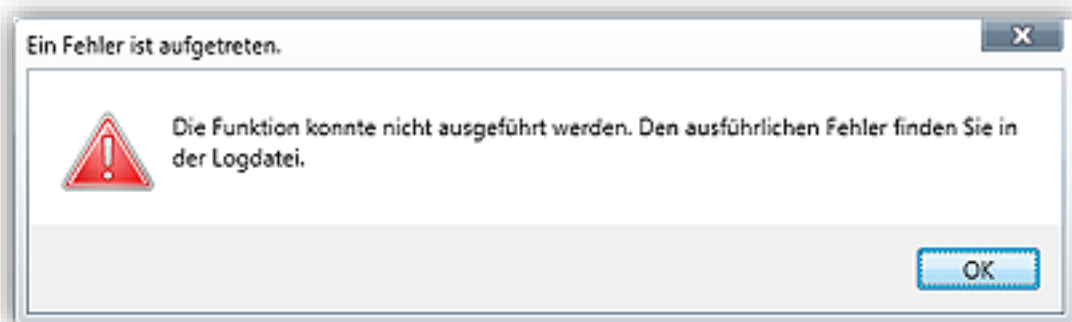 Ein Fehler ist aufgetreten.
Die Funktion konnte nicht ausgeführt werden. Den ausführlichen Fehler finden Sie in
der Logdatei.
OK